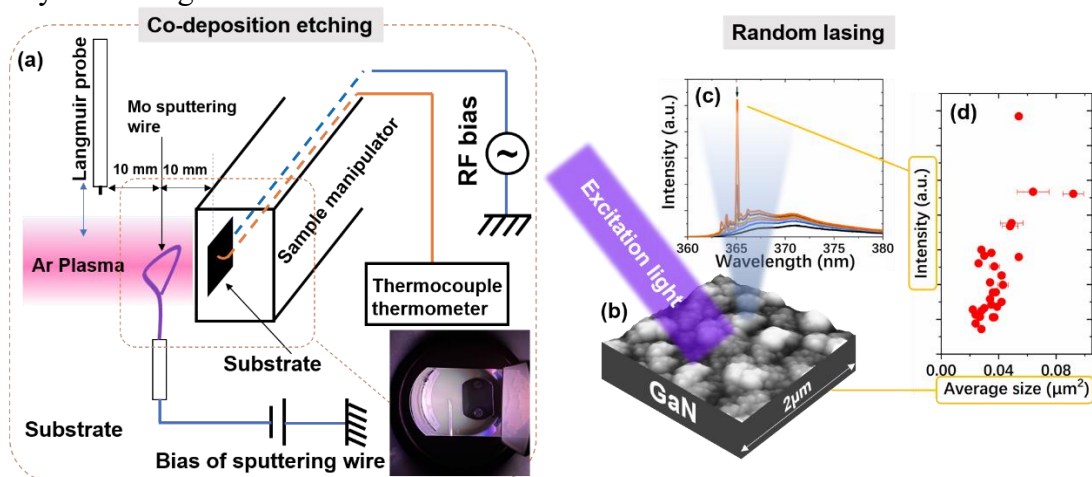 Co-deposition etching
(a)
Langmuir probe
Mo sputtering
wire
10 mm
10 mm
Ar Plasma
Sample manipulator
RF bias
~
Thermocouple
thermometer
Substrate
Substrate
Bias of sputtering wire
Random lasing
(c)
Intensity (a.u.)
360
365
370
380
Wavelength (nm)
Excitation light
(b)
GaN
2μm
(d)
Intensity (a.u.)
0.00
0.04
0.08
Average size (μm²)